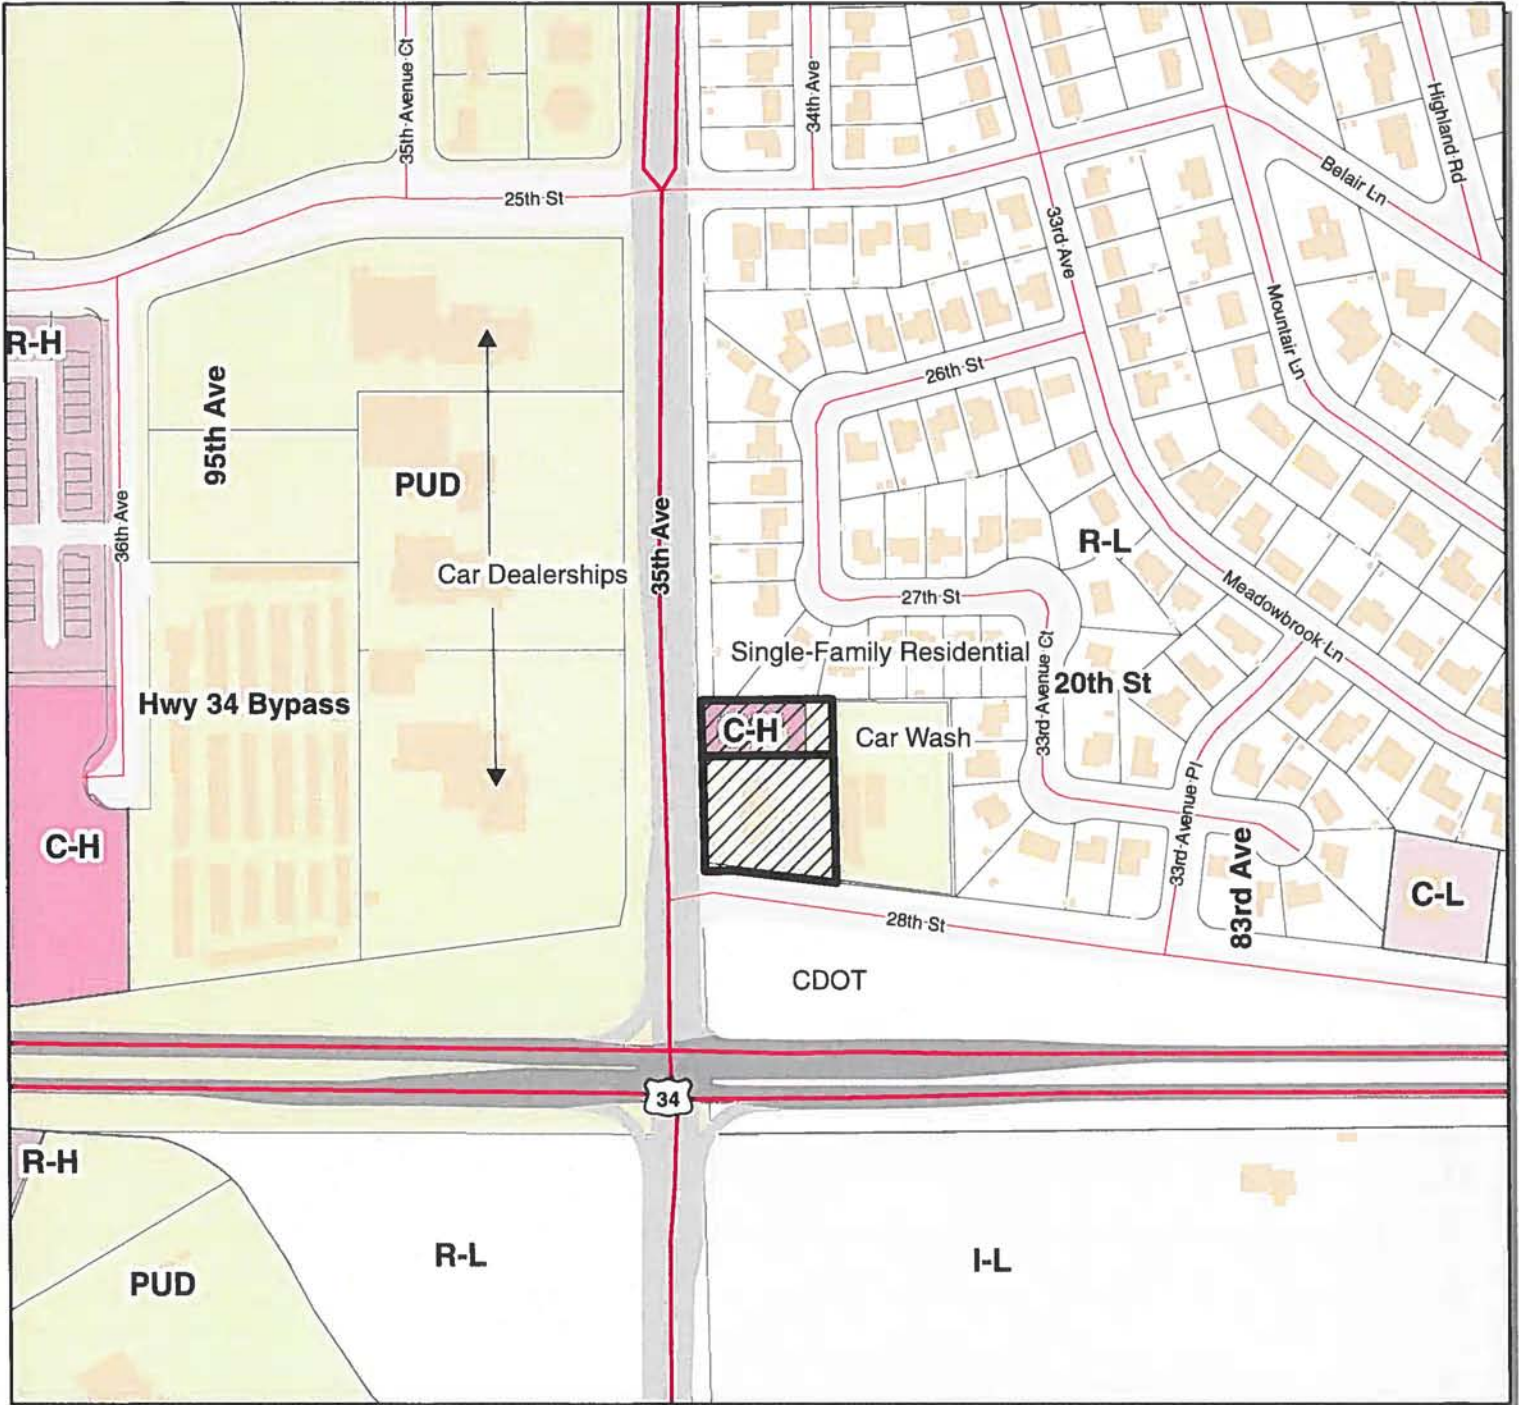 35th Avenue Ct
34th Ave
Highland Rd
Belair Ln
25th St
33rd Ave
Mountair Ln
R-H
95th Ave
26th St
PUD
36th Ave
35th Ave
R-L
Car Dealerships
27th St
Meadowbrook Ln
Single-Family Residential
33rd Avenue Ct
20th St
Hwy 34 Bypass
C-H
Car Wash
33rd Avenue Pl
C-H
83rd Ave
C-L
28th St
CDOT
34
R-H
R-L
I-L
PUD